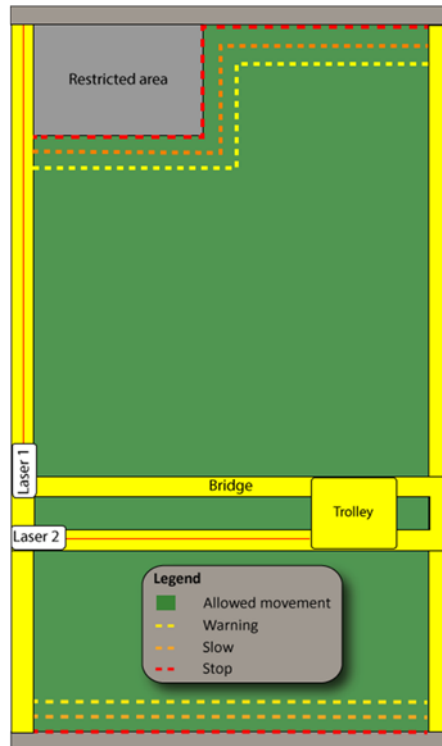 Restricted area
Laser 1
Bridge
Trolley
Laser 2
Legend
Allowed movement
Warning
Slow
Stop